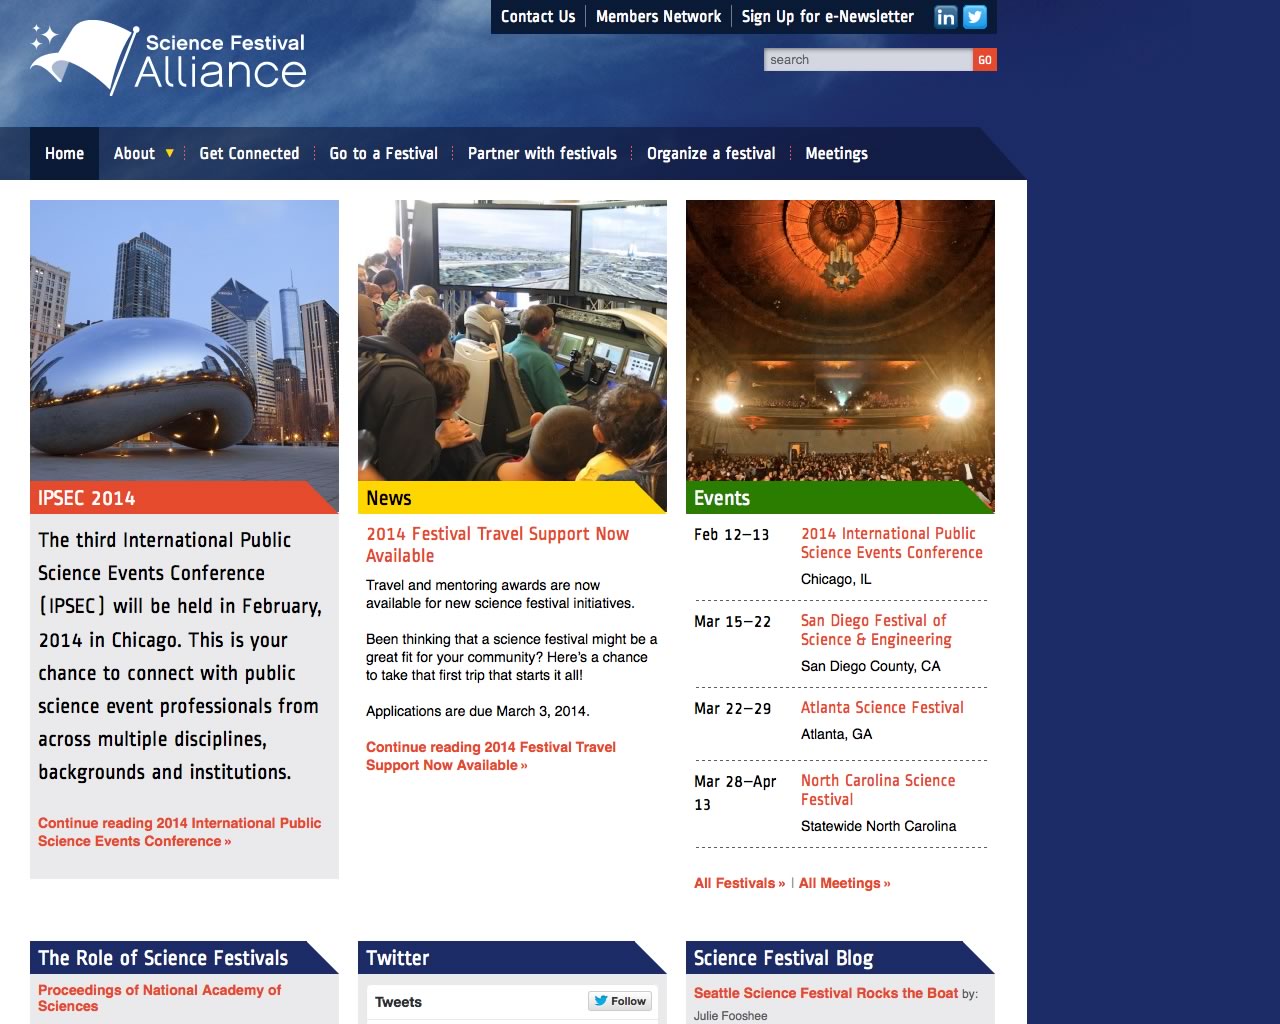 Contact Us
Members Network
Sign Up for e-Newsletter
in
Science Festival
Alliance
search
GO
Home
About
Get Connected
Go to a Festival
Partner with festivals
Organize a festival
Meetings
IPSEC 2014
The third International Public
Science Events Conference
(IPSEC) will be held in February,
2014 in Chicago. This is your
chance to connect with public
science event professionals from
across multiple disciplines,
backgrounds and institutions.
Continue reading 2014 International Public
Science Events Conference »
News
2014 Festival Travel Support Now
Available
Travel and mentoring awards are now
available for new science festival initiatives.
Been thinking that a science festival might be a
great fit for your community? Here's a chance
to take that first trip that starts it all!
Applications are due March 3, 2014.
Continue reading 2014 Festival Travel
Support Now Available »
Events
Feb 12–13
2014 International Public
Science Events Conference
Chicago, IL
Mar 15–22
San Diego Festival of
Science & Engineering
San Diego County, CA
Mar 22–29
Atlanta Science Festival
Atlanta, GA
Mar 28–Apr
13
North Carolina Science
Festival
Statewide North Carolina
All Festivals » | All Meetings »
The Role of Science Festivals
Proceedings of National Academy of
Sciences
Twitter
Tweets
Follow
Science Festival Blog
Seattle Science Festival Rocks the Boat by:
Julie Fooshee